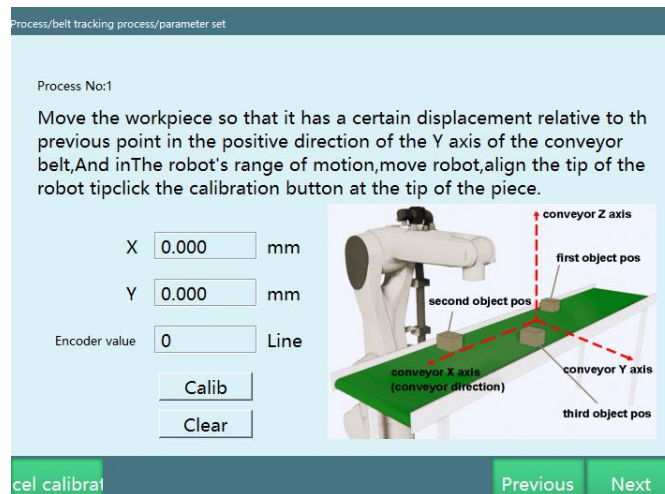 Process/belt tracking process/parameter set
Process No:1
Move the workpiece so that it has a certain displacement relative to th
previous point in the positive direction of the Y axis of the conveyor
belt,And inThe robot's range of motion,move robot,align the tip of the
robot tipclick the calibration button at the tip of the piece.
X 0.000 mm
Y 0.000 mm
Encoder value 0 Line
Calib
Clear
conveyor Z axis
first object pos
second object pos
conveyor X axis
(conveyor direction)
conveyor Y axis
third object pos
cel calibrat
Previous
Next